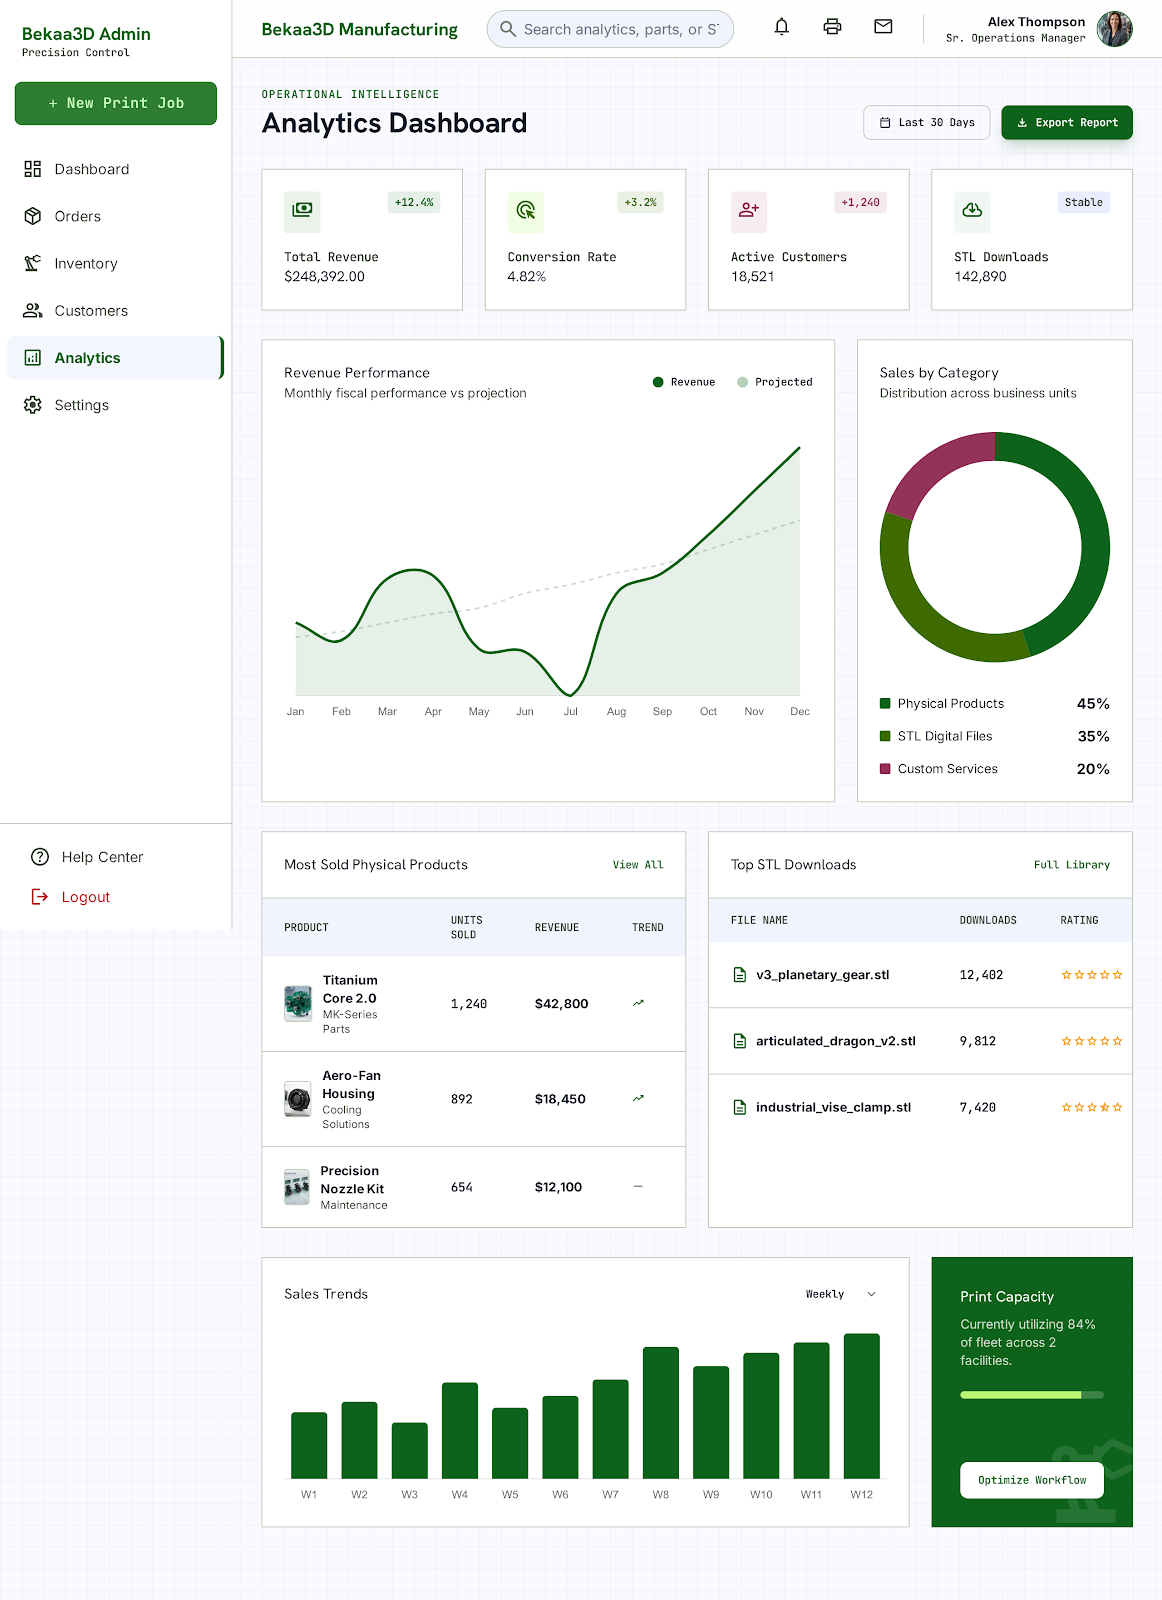 Bekaa3D Admin
Precision Control
+ New Print Job
Dashboard
Orders
Inventory
Customers
Analytics
Settings
Help Center
Logout
Bekaa3D Manufacturing
Search analytics, parts, or S
Alex Thompson
Sr. Operations Manager
OPERATIONAL INTELLIGENCE
Analytics Dashboard
Last 30 Days
Export Report
+12.4%
Total Revenue
$248,392.00
+3.2%
Conversion Rate
4.82%
+1,240
Active Customers
18,521
Stable
STL Downloads
142,890
Revenue Performance
Monthly fiscal performance vs projection
Revenue
Projected
Jan Feb Mar Apr May Jun Jul Aug Sep Oct Nov Dec
Sales by Category
Distribution across business units
Physical Products 45%
STL Digital Files 35%
Custom Services 20%
Most Sold Physical Products
View All
PRODUCT UNITS SOLD REVENUE TREND
Titanium
Core 2.0
MK-Series
Parts
1,240 $42,800
Aero-Fan
Housing
Cooling
Solutions
892 $18,450
Precision
Nozzle Kit
Maintenance
654 $12,100
Top STL Downloads
Full Library
FILE NAME DOWNLOADS RATING
v3_planetary_gear.stl 12,402
articulated_dragon_v2.stl 9,812
industrial_vise_clamp.stl 7,420
Sales Trends
Weekly
W1 W2 W3 W4 W5 W6 W7 W8 W9 W10 W11 W12
Print Capacity
Currently utilizing 84%
of fleet across 2
facilities.
Optimize Workflow